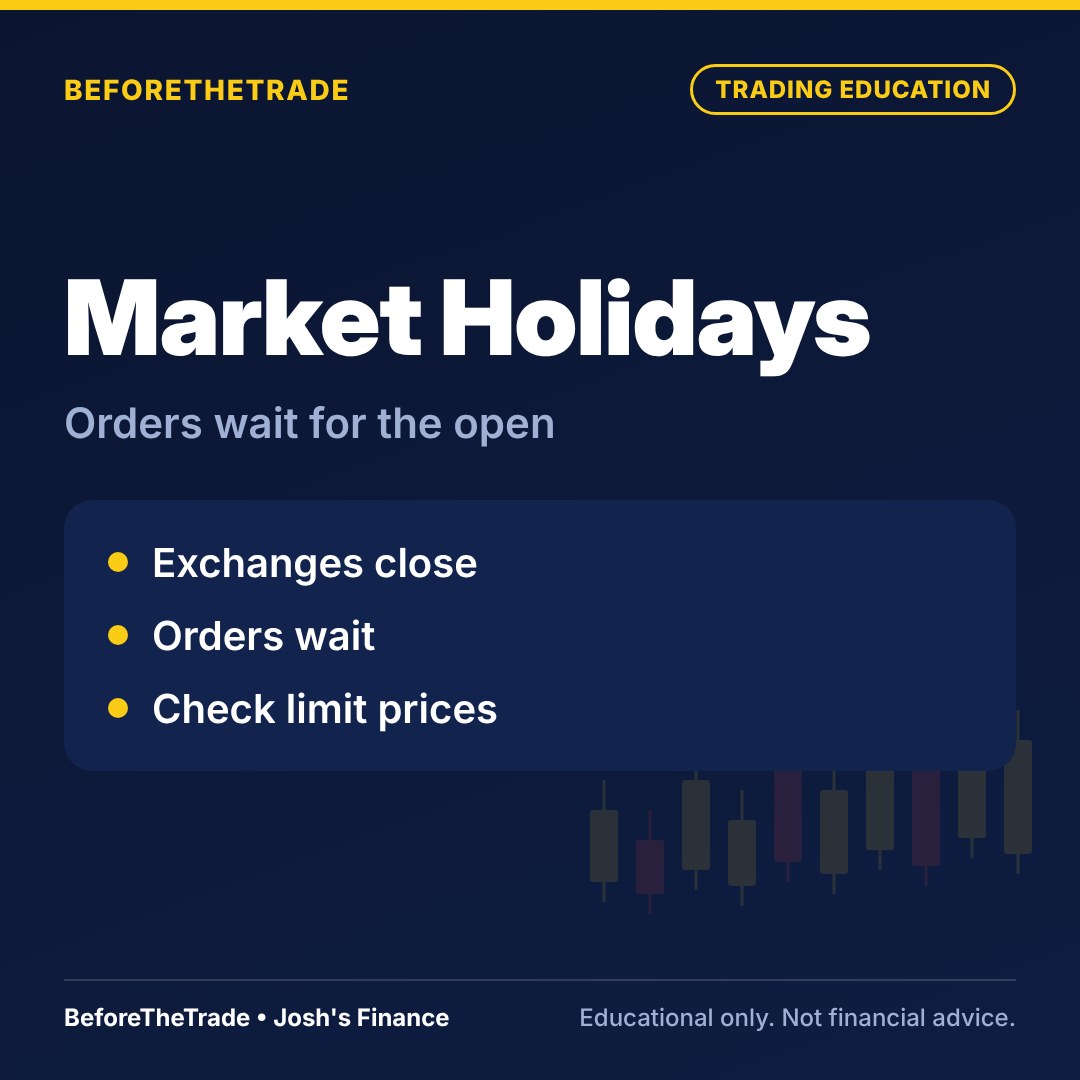 BEFORETHETRADE
TRADING EDUCATION
Market Holidays
Orders wait for the open
Exchanges close
Orders wait
Check limit prices
BeforeTheTrade • Josh's Finance
Educational only. Not financial advice.